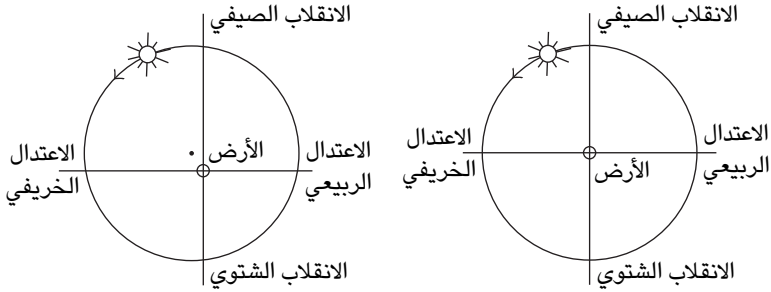 الانقلاب الصيفي
الاعتدال
الربيعي
الأرض
الاعتدال
الخريفي
الانقلاب الشتوي
الانقلاب الصيفي
الاعتدال
الربيعي
الأرض
الاعتدال
الخريفي
الانقلاب الشتوي